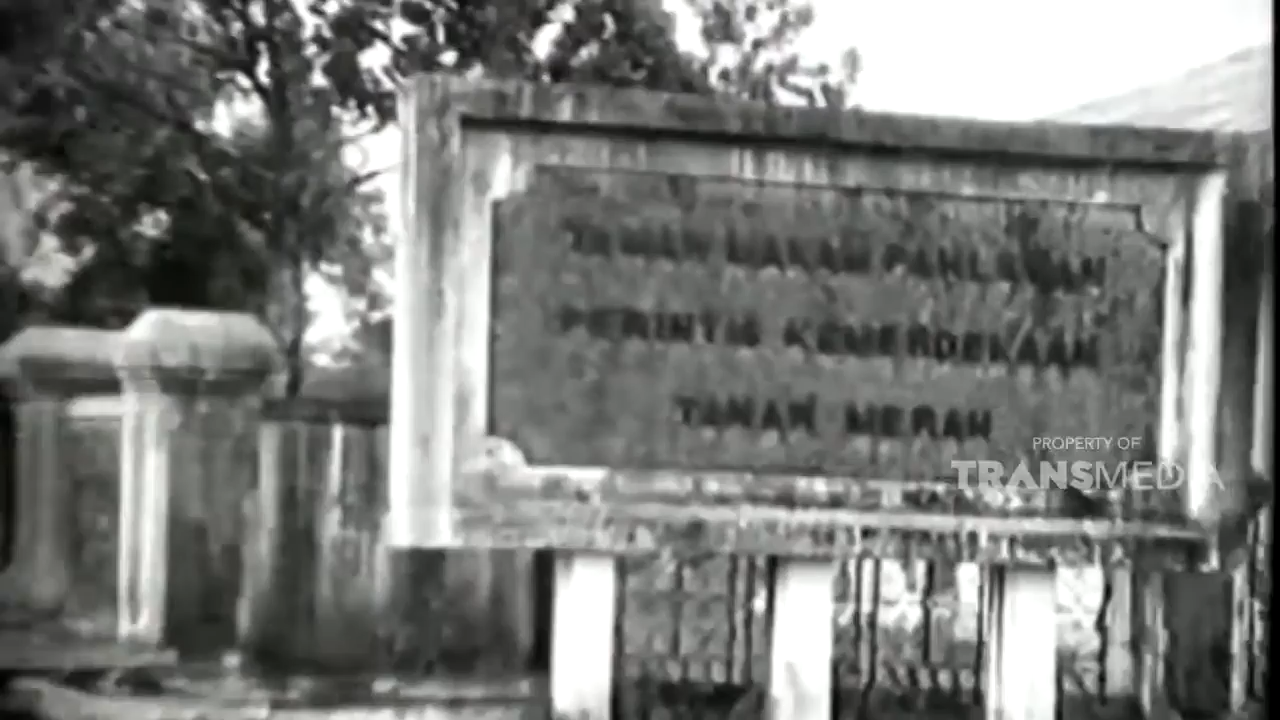 TAMAN MAKAM PAHLAWAN
PERINTIS KEMERDEKAAN
TANAH MERAH
PROPERTY OF
TRANSMEDIA